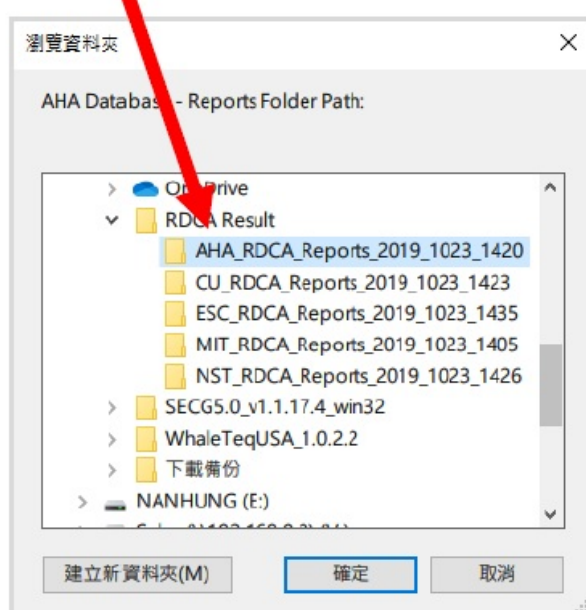 瀏覽資料夾
AHA Database - Reports Folder Path:
OneDrive
RDCA Result
AHA_RDCA_Reports_2019_1023_1420
CU_RDCA_Reports_2019_1023_1423
ESC_RDCA_Reports_2019_1023_1435
MIT_RDCA_Reports_2019_1023_1405
NST_RDCA_Reports_2019_1023_1426
SECG5.0_v1.1.17.4_win32
WhaleTeqUSA_1.0.2.2
下載備份
NANHUNG (E:)
建立新資料夾(M)
確定
取消